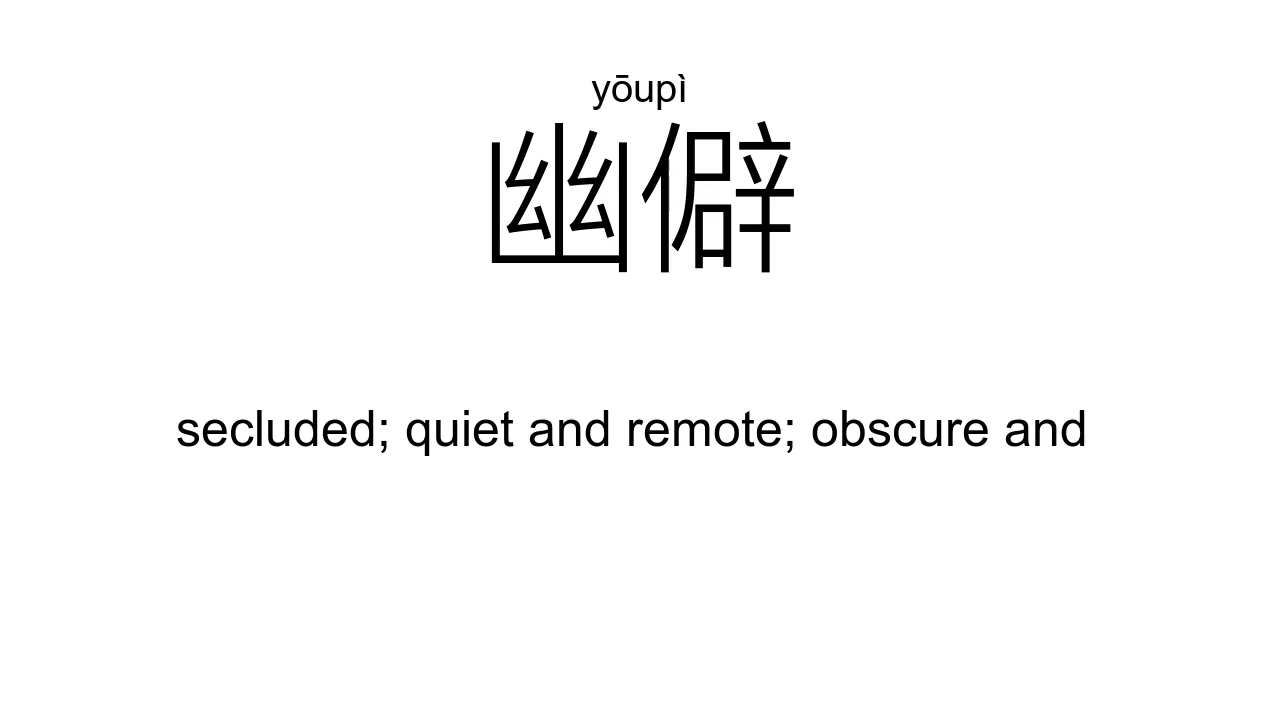 yōupì
幽僻
secluded; quiet and remote; obscure and